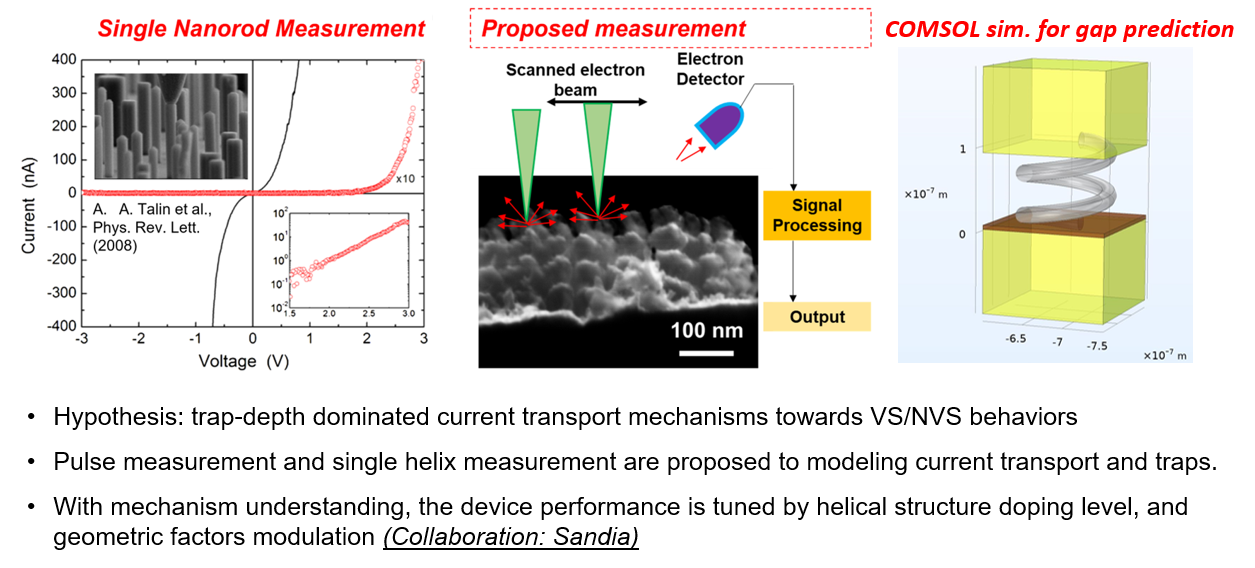 Single Nanorod Measurement
400
300
200
100
0
-100
-200
-300
-400
Current (nA)
-3
-2
-1
0
1
2
3
Voltage (V)
x10
A. A. Talin et al.,
Phys. Rev. Lett.
(2008)
10²
10¹
10⁰
10⁻¹
10⁻²
1.5
2.0
2.5
3.0
Proposed measurement
Scanned electron
beam
Electron
Detector
Signal
Processing
Output
100 nm
COMSOL sim. for gap prediction
1
×10⁻⁷ m
0
-6.5
-7
-7.5
×10⁻⁷ m
• Hypothesis: trap-depth dominated current transport mechanisms towards VS/NVS behaviors
• Pulse measurement and single helix measurement are proposed to modeling current transport and traps.
• With mechanism understanding, the device performance is tuned by helical structure doping level, and
geometric factors modulation (Collaboration: Sandia)